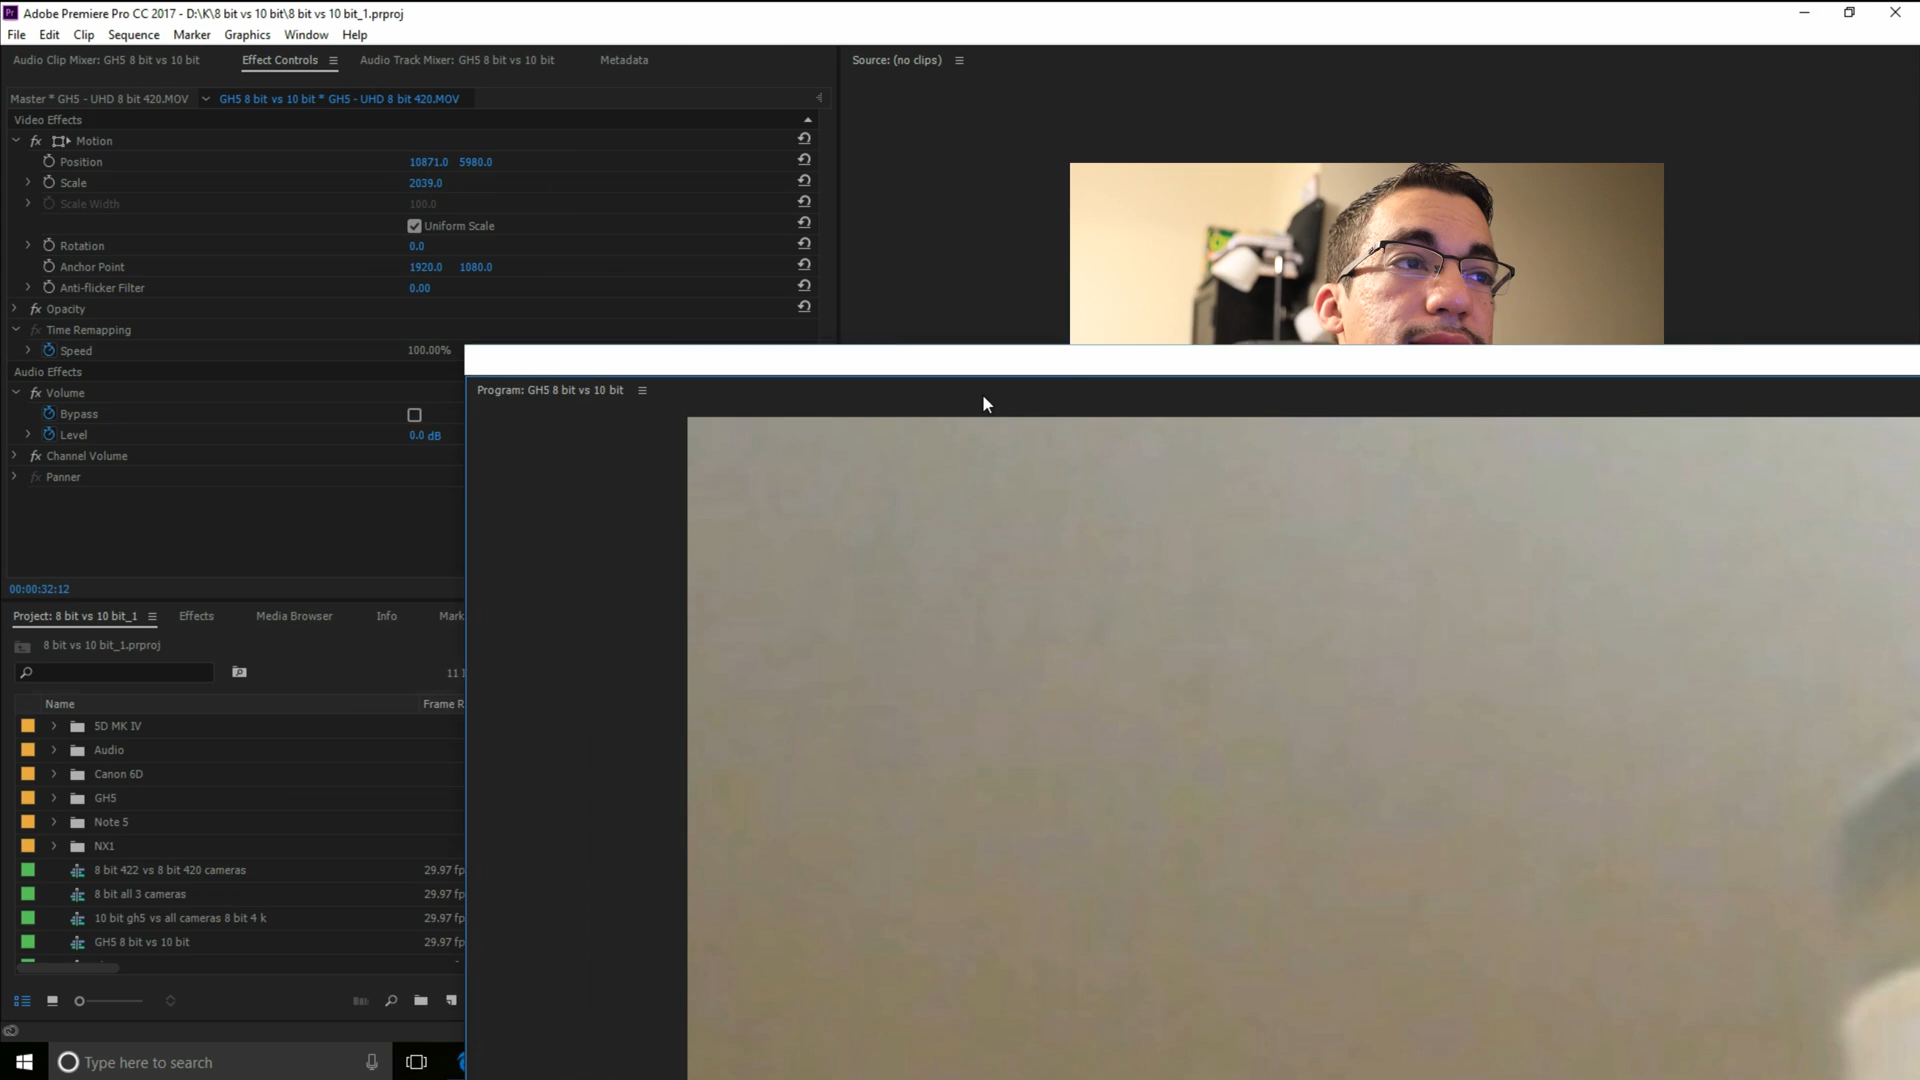 Adobe Premiere Pro CC 2017 - D:\K\8 bit vs 10 bit\8 bit vs 10 bit_1.prproj
File Edit Clip Sequence Marker Graphics Window Help
Audio Clip Mixer: GH5 8 bit vs 10 bit Effect Controls Audio Track Mixer: GH5 8 bit vs 10 bit Metadata
Source: (no clips)
Master * GH5 - UHD 8 bit 420.MOV GH5 8 bit vs 10 bit * GH5 - UHD 8 bit 420.MOV
Video Effects
fx Motion
Position 10871.0 5980.0
Scale 2039.0
Scale Width 100.0
Uniform Scale
Rotation 0.0
Anchor Point 1920.0 1080.0
Anti-flicker Filter 0.00
fx Opacity
fx Time Remapping
Speed 100.00%
Audio Effects
fx Volume
Bypass
Level 0.0 dB
fx Channel Volume
fx Panner
Program: GH5 8 bit vs 10 bit
00:00:32:12
Project: 8 bit vs 10 bit_1 Effects Media Browser Info Mark
8 bit vs 10 bit_1.prproj
11 I
Name Frame R
5D MK IV
Audio
Canon 6D
GH5
Note 5
NX1
8 bit 422 vs 8 bit 420 cameras 29.97 fp
8 bit all 3 cameras 29.97 fp
10 bit gh5 vs all cameras 8 bit 4 k 29.97 fp
GH5 8 bit vs 10 bit 29.97 fp
Type here to search